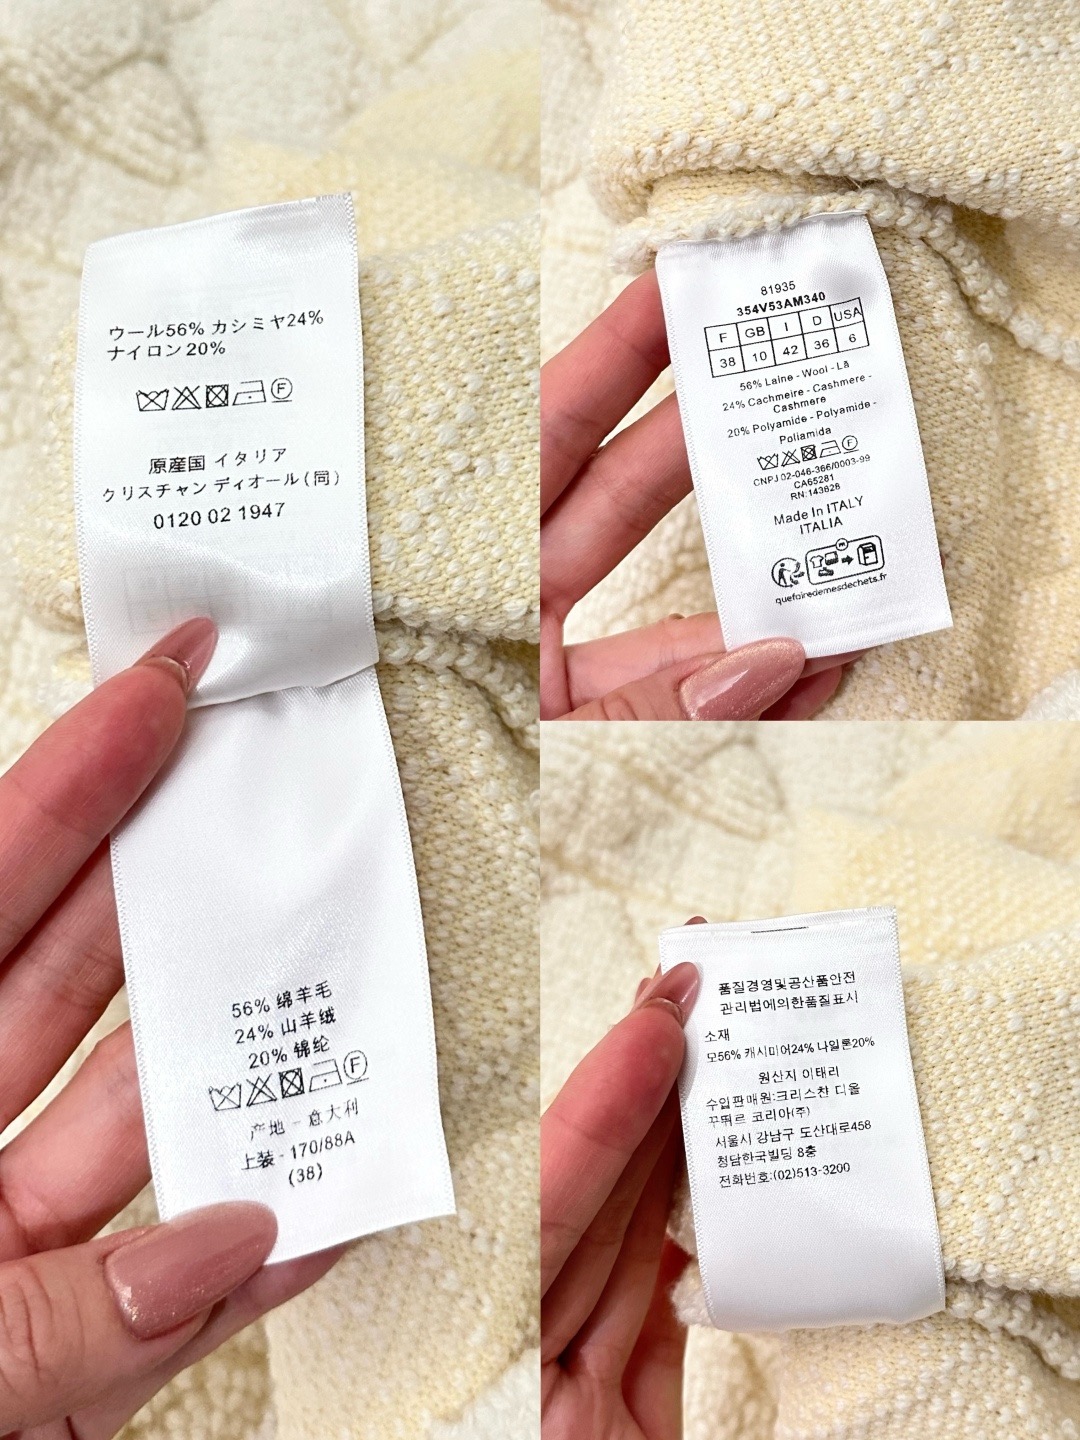 ウール56% カシミヤ24%
ナイロン20%
F
原産国 イタリア
クリスチャン ディオール(同)
0120 02 1947
56% 绵羊毛
24% 山羊绒
20% 锦纶
F
产地 - 意大利
上装 - 170/88A
(38)
81935
354V53AM340
F GB I D USA
38 10 42 36 6
56% Laine - Wool - Lã
24% Cachmeire - Cashmere -
Cashmere
20% Polyamide - Polyamide -
Poliamida
F
CNPJ 02-046-366/0003-99
CA65281
RN:143828
Made In ITALY
ITALIA
FR
quefairedemesdechets.fr
품질경영및공산품안전
관리법에의한품질표시
소재
모56% 캐시미어24% 나일론20%
원산지 이태리
수입판매원:크리스챤 디올
꾸뛰르 코리아(주)
서울시 강남구 도산대로458
청담한국빌딩 8층
전화번호:(02)513-3200